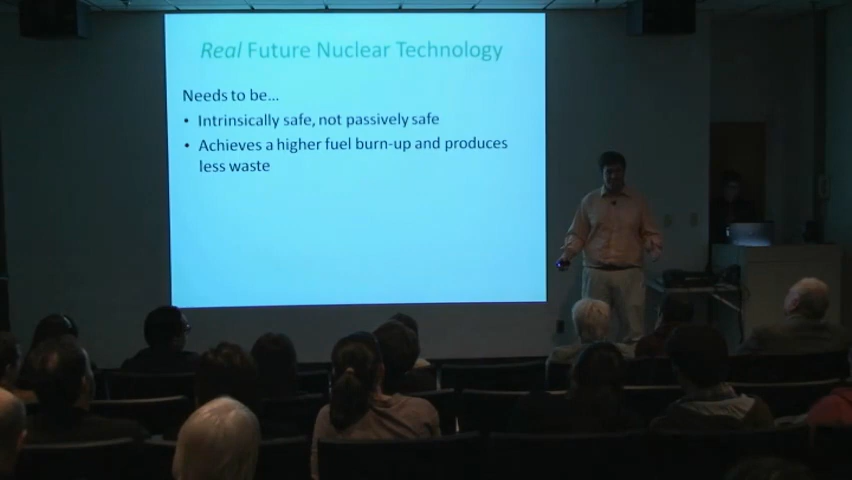 Real Future Nuclear Technology
Needs to be...
• Intrinsically safe, not passively safe
• Achieves a higher fuel burn-up and produces
less waste